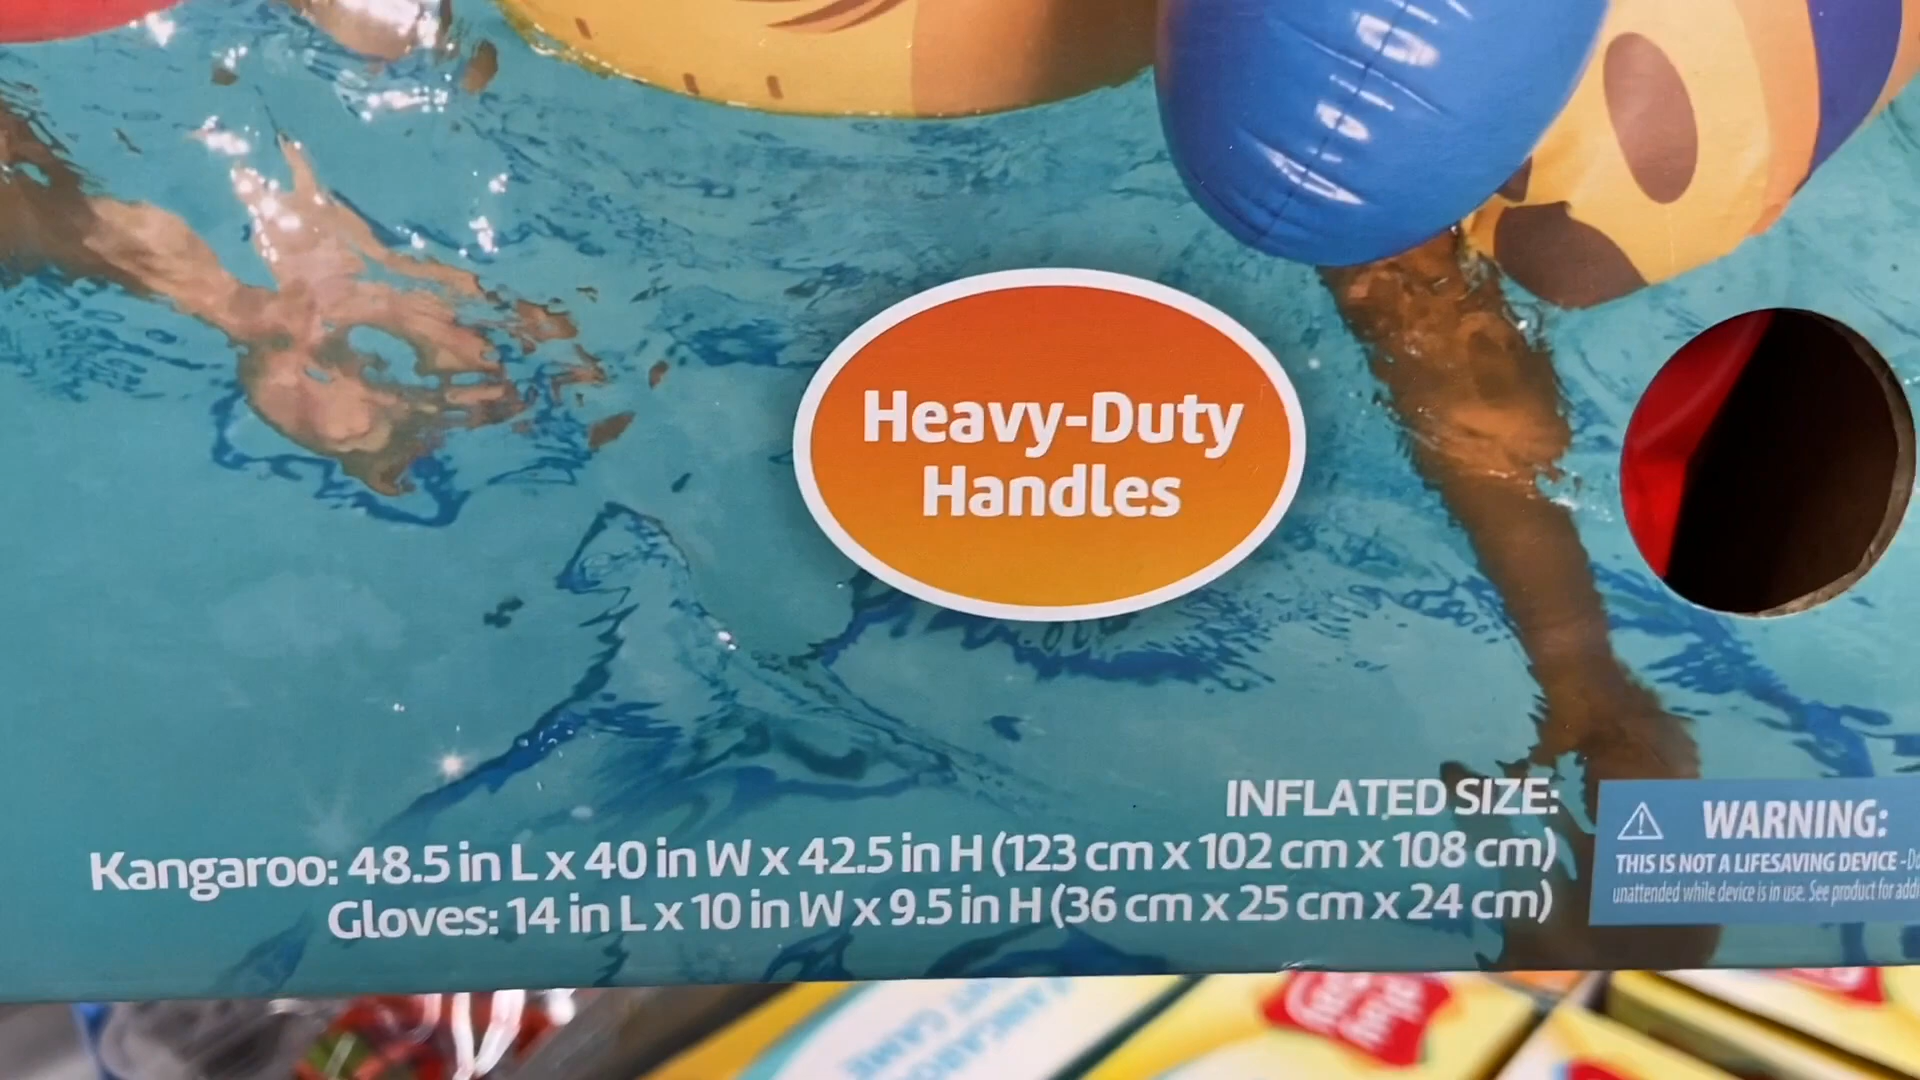 Heavy-Duty
Handles
INFLATED SIZE:
Kangaroo: 48.5 in L x 40 in W x 42.5 in H (123 cm x 102 cm x 108 cm)
Gloves: 14 in L x 10 in W x 9.5 in H (36 cm x 25 cm x 24 cm)
WARNING:
THIS IS NOT A LIFESAVING DEVICE -
unattended while device is in use. See product for